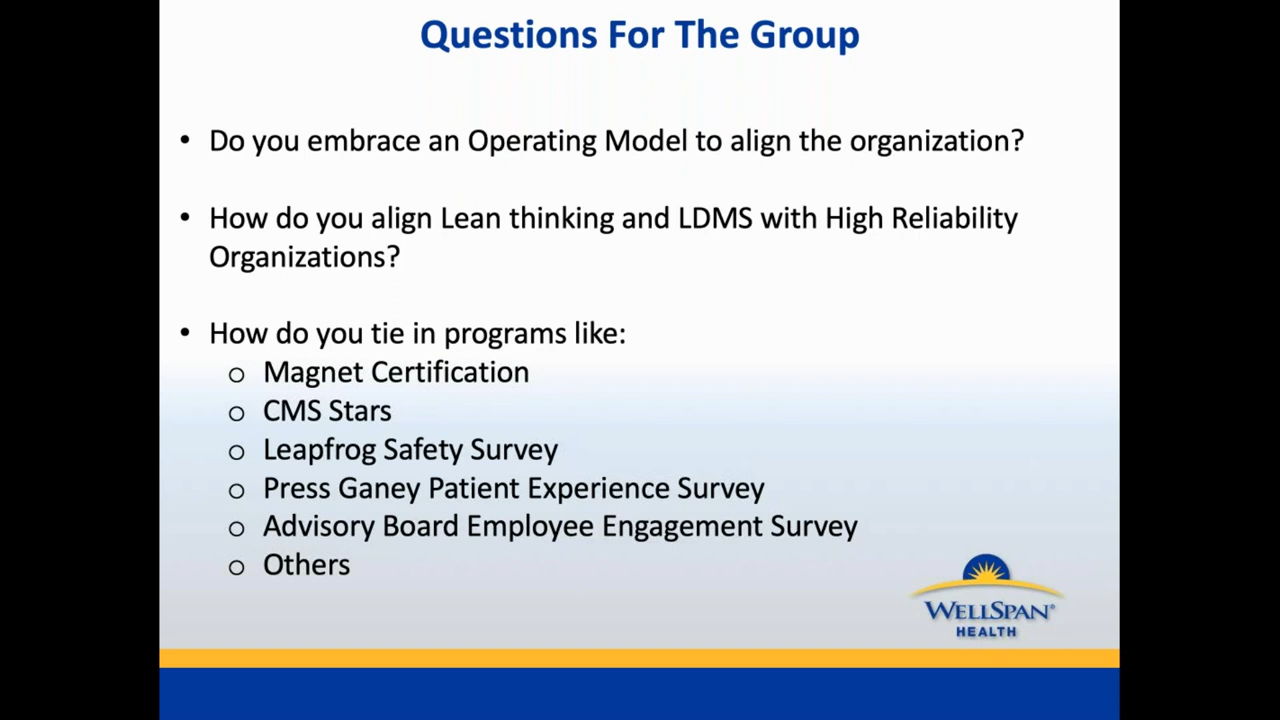 Questions For The Group
• Do you embrace an Operating Model to align the organization?
• How do you align Lean thinking and LDMS with High Reliability
Organizations?
• How do you tie in programs like:
o Magnet Certification
o CMS Stars
o Leapfrog Safety Survey
o Press Ganey Patient Experience Survey
o Advisory Board Employee Engagement Survey
o Others
WELLSPAN®
HEALTH